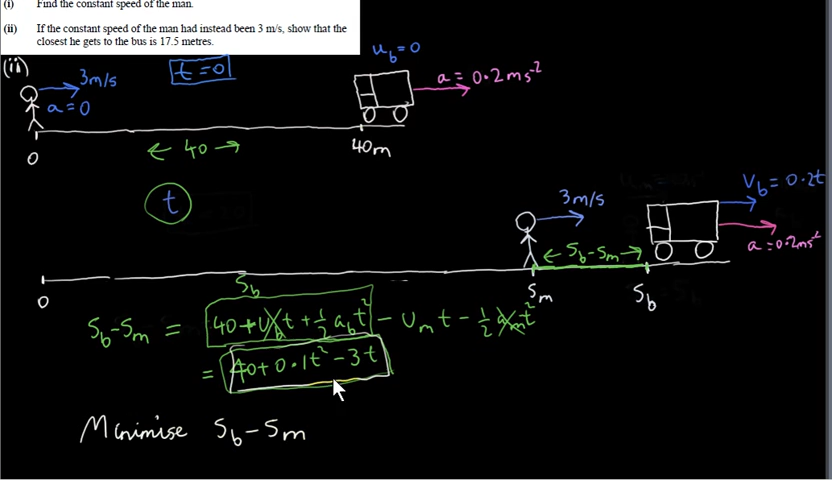 (i) Find the constant speed of the man.
(ii) If the constant speed of the man had instead been 3 m/s, show that the
closest he gets to the bus is 17.5 metres.
(ii)
3m/s
t = 0
u_b = 0
a = 0
a = 0.2ms^-2
← 40 →
0
40m
t
3m/s
V_b = 0.2t
← S_b-S_m →
a=0.2ms^-2
0
S_m
S_b
S_b
S_b-S_m = 40+U_b t + 1/2 a_b t^2 - U_m t - 1/2 a_m t^2
= 40+0.1t^2 - 3t
Minimise S_b-S_m